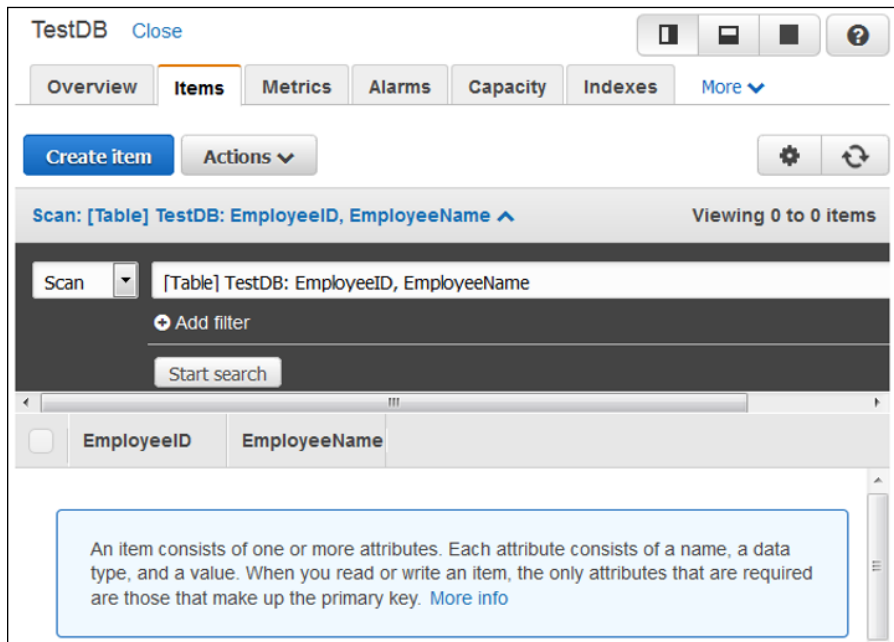 TestDB Close
Overview Items Metrics Alarms Capacity Indexes More
Create item Actions
Scan: [Table] TestDB: EmployeeID, EmployeeName Viewing 0 to 0 items
Scan [Table] TestDB: EmployeeID, EmployeeName
Add filter
Start search
EmployeeID EmployeeName
An item consists of one or more attributes. Each attribute consists of a name, a data
type, and a value. When you read or write an item, the only attributes that are required
are those that make up the primary key. More info